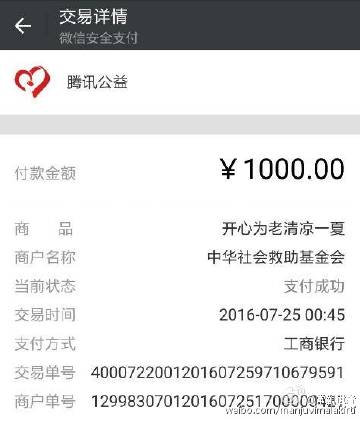 交易详情
微信安全支付
腾讯公益
付款金额 ¥1000.00
商 品 开心为老清凉一夏
商户名称 中华社会救助基金会
当前状态 支付成功
交易时间 2016-07-25 00:45
支付方式 工商银行
交易单号 4000722001201607259710679591
商户单号
weibo.com/manjuvimalakirti